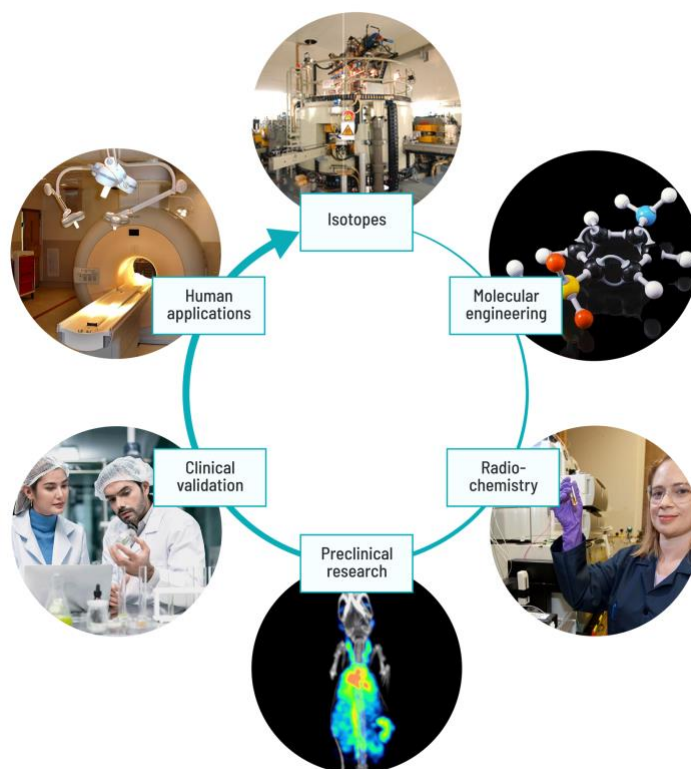 Isotopes
Molecular
engineering
Radio-
chemistry
Preclinical
research
Clinical
validation
Human
applications